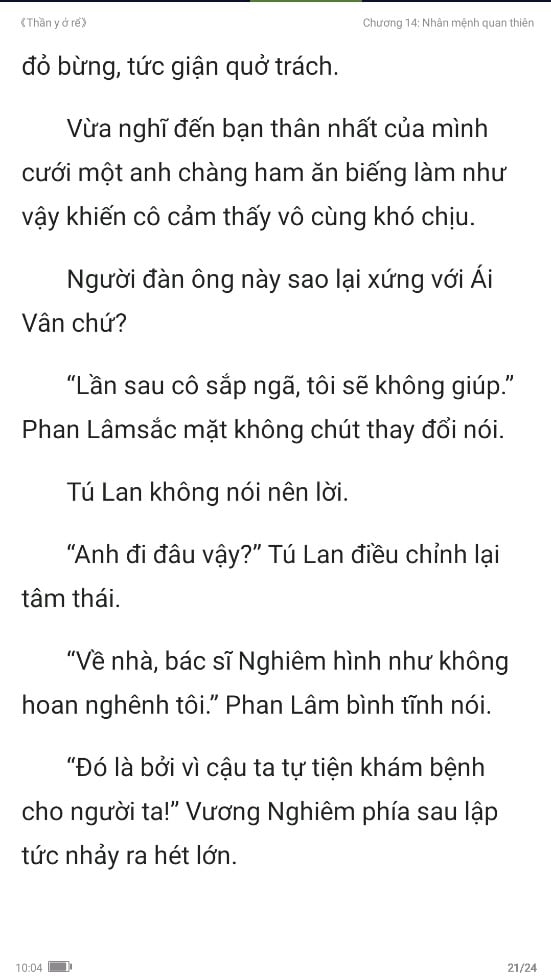 《Thần y ở rể》 Chương 14: Nhân mệnh quan thiên
đỏ bừng, tức giận quở trách.
Vừa nghĩ đến bạn thân nhất của mình
cưới một anh chàng ham ăn biếng làm như
vậy khiến cô cảm thấy vô cùng khó chịu.
Người đàn ông này sao lại xứng với Ái
Vân chứ?
“Lần sau cô sắp ngã, tôi sẽ không giúp.”
Phan Lâmsắc mặt không chút thay đổi nói.
Tú Lan không nói nên lời.
“Anh đi đâu vậy?” Tú Lan điều chỉnh lại
tâm thái.
“Về nhà, bác sĩ Nghiêm hình như không
hoan nghênh tôi.” Phan Lâm bình tĩnh nói.
“Đó là bởi vì cậu ta tự tiện khám bệnh
cho người ta!” Vương Nghiêm phía sau lập
tức nhảy ra hét lớn.
10:04 21/24